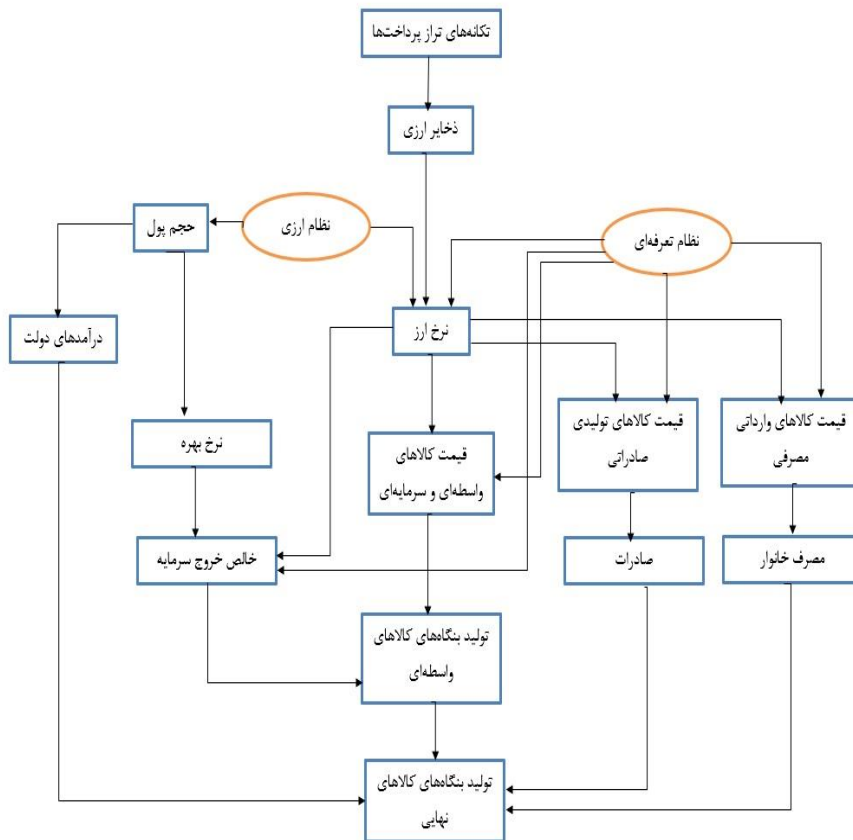 تکانه‌های تراز پرداخت‌ها
ذخایر ارزی
حجم پول
نظام ارزی
نظام تعرفه‌ای
درآمدهای دولت
نرخ ارز
نرخ بهره
قیمت کالاهای
واسطه‌ای و سرمایه‌ای
قیمت کالاهای تولیدی
صادراتی
قیمت کالاهای وارداتی
مصرفی
خالص خروج سرمایه
صادرات
مصرف خانوار
تولید بنگاه‌های کالاهای
واسطه‌ای
تولید بنگاه‌های کالاهای
نهایی